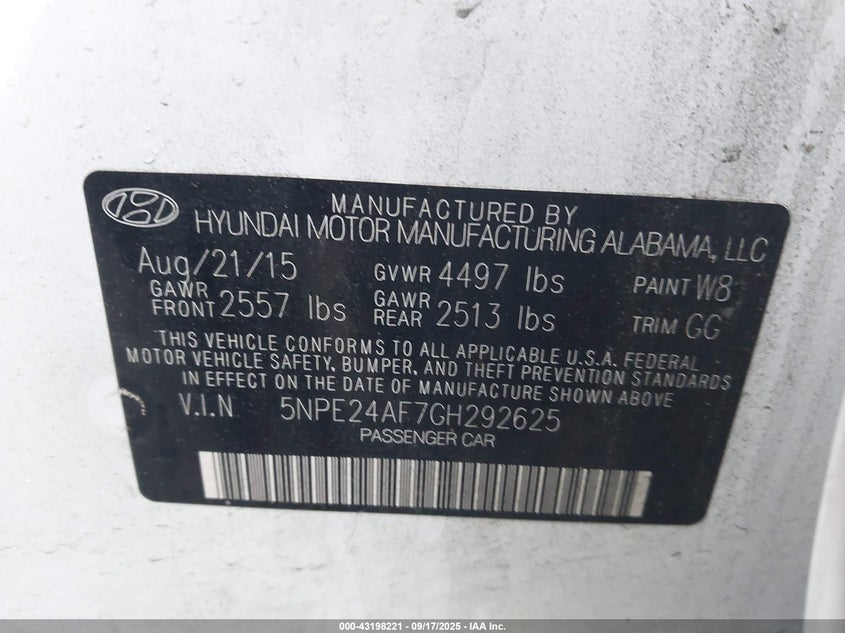 MANUFACTURED BY
HYUNDAI MOTOR MANUFACTURING ALABAMA, LLC
Aug/21/15 GVWR 4497 lbs PAINT W8
GAWR FRONT 2557 lbs GAWR REAR 2513 lbs TRIM GG
THIS VEHICLE CONFORMS TO ALL APPLICABLE U.S.A. FEDERAL
MOTOR VEHICLE SAFETY, BUMPER, AND THEFT PREVENTION STANDARDS
IN EFFECT ON THE DATE OF MANUFACTURE SHOWN ABOVE
V.I.N 5NPE24AF7GH292625
PASSENGER CAR
000-43198221 - 09/17/2025 - IAA Inc.